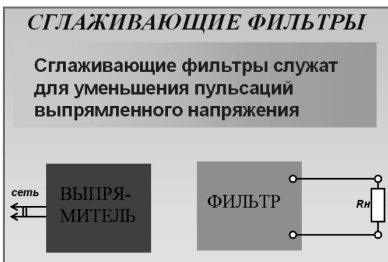 СГЛАЖИВАЮЩИЕ ФИЛЬТРЫ
Сглаживающие фильтры служат
для уменьшения пульсаций
выпрямленного напряжения
сеть
ВЫПРЯ-
МИТЕЛЬ
ФИЛЬТР
Rн